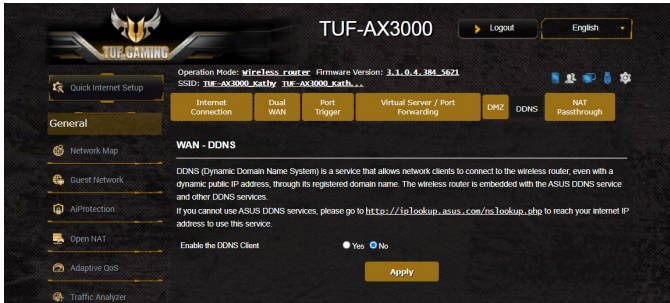 TUF GAMING
TUF-AX3000
Logout
English
Quick Internet Setup
Operation Mode: Wireless router Firmware Version: 3.1.0.4.384_5621
SSID: TUF-AX3000_Kathy TUF-AX3000_Kath...
Internet Connection
Dual WAN
Port Trigger
Virtual Server / Port Forwarding
DMZ
DDNS
NAT Passthrough
General
Network Map
Guest Network
AiProtection
Open NAT
Adaptive QoS
Traffic Analyzer
WAN - DDNS
DDNS (Dynamic Domain Name System) is a service that allows network clients to connect to the wireless router, even with a
dynamic public IP address, through its registered domain name. The wireless router is embedded with the ASUS DDNS service
and other DDNS services.
If you cannot use ASUS DDNS services, please go to http://iplookup.asus.com/nslookup.php to reach your internet IP
address to use this service.
Enable the DDNS Client
Yes No
Apply